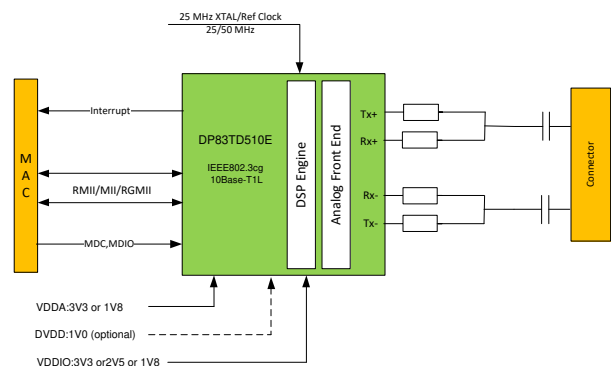 25 MHz XTAL/Ref Clock
25/50 MHz
M
A
C
Interrupt
RMII/MII/RGMII
MDC,MDIO
DP83TD510E
IEEE802.3cg
10Base-T1L
DSP Engine
Analog Front End
Tx+
Rx+
Rx-
Tx-
Connector
VDDA:3V3 or 1V8
DVDD:1V0 (optional)
VDDIO:3V3 or2V5 or 1V8